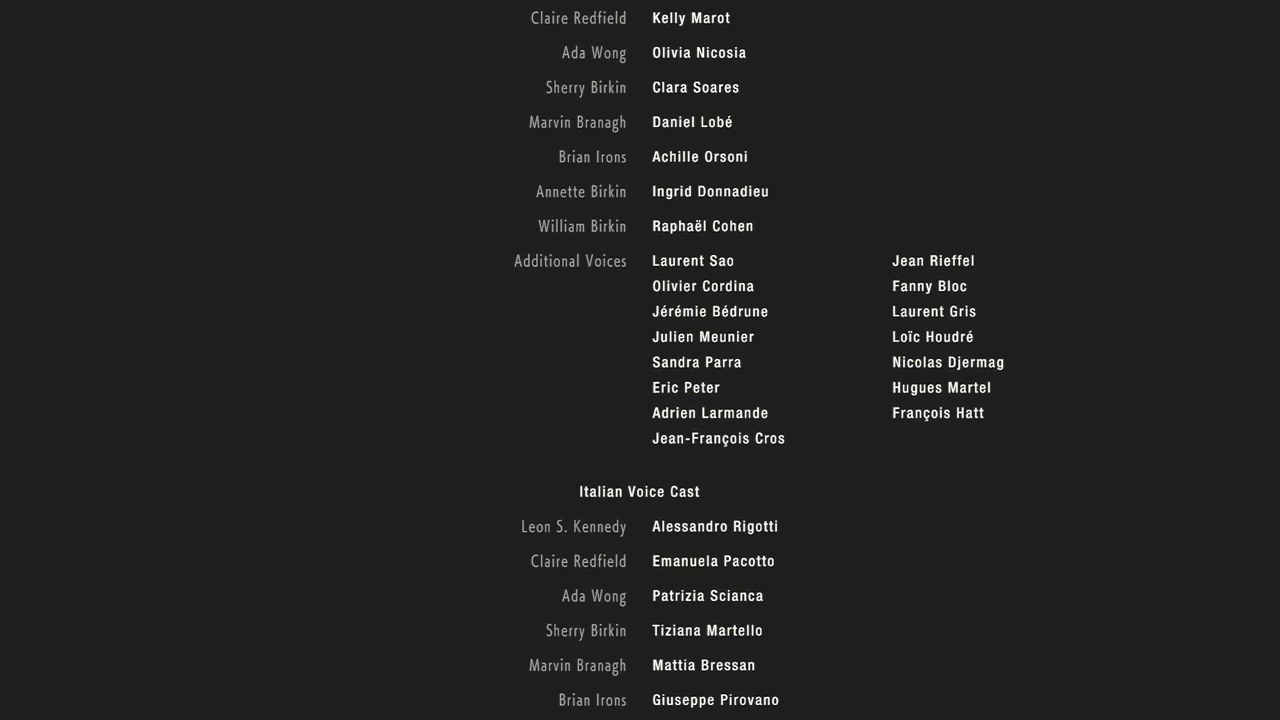 Claire Redfield Kelly Marot
Ada Wong Olivia Nicosia
Sherry Birkin Clara Soares
Marvin Branagh Daniel Lobé
Brian Irons Achille Orsoni
Annette Birkin Ingrid Donnadieu
William Birkin Raphaël Cohen
Additional Voices Laurent Sao Jean Rieffel
Olivier Cordina Fanny Bloc
Jérémie Bédrune Laurent Gris
Julien Meunier Loïc Houdré
Sandra Parra Nicolas Djermag
Eric Peter Hugues Martel
Adrien Larmande François Hatt
Jean-François Cros
Italian Voice Cast
Leon S. Kennedy Alessandro Rigotti
Claire Redfield Emanuela Pacotto
Ada Wong Patrizia Scianca
Sherry Birkin Tiziana Martello
Marvin Branagh Mattia Bressan
Brian Irons Giuseppe Pirovano